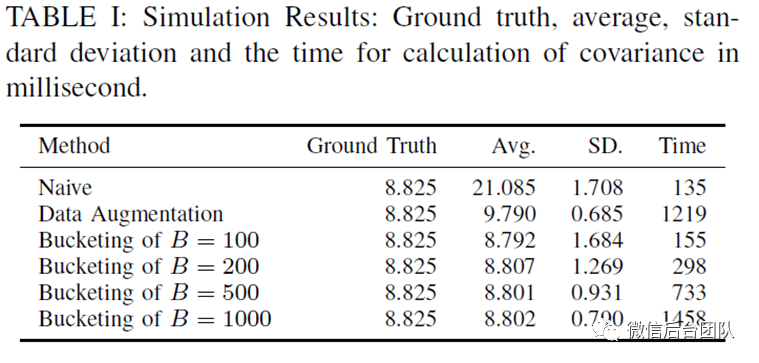 TABLE I: Simulation Results: Ground truth, average, stan-
dard deviation and the time for calculation of covariance in
millisecond.
Method Ground Truth Avg. SD. Time
Naive 8.825 21.085 1.708 135
Data Augmentation 8.825 9.790 0.685 1219
Bucketing of B = 100 8.825 8.792 1.684 155
Bucketing of B = 200 8.825 8.807 1.269 298
Bucketing of B = 500 8.825 8.801 0.931 733
Bucketing of B = 1000 8.825 8.802 0.790 1458
微信后台团队